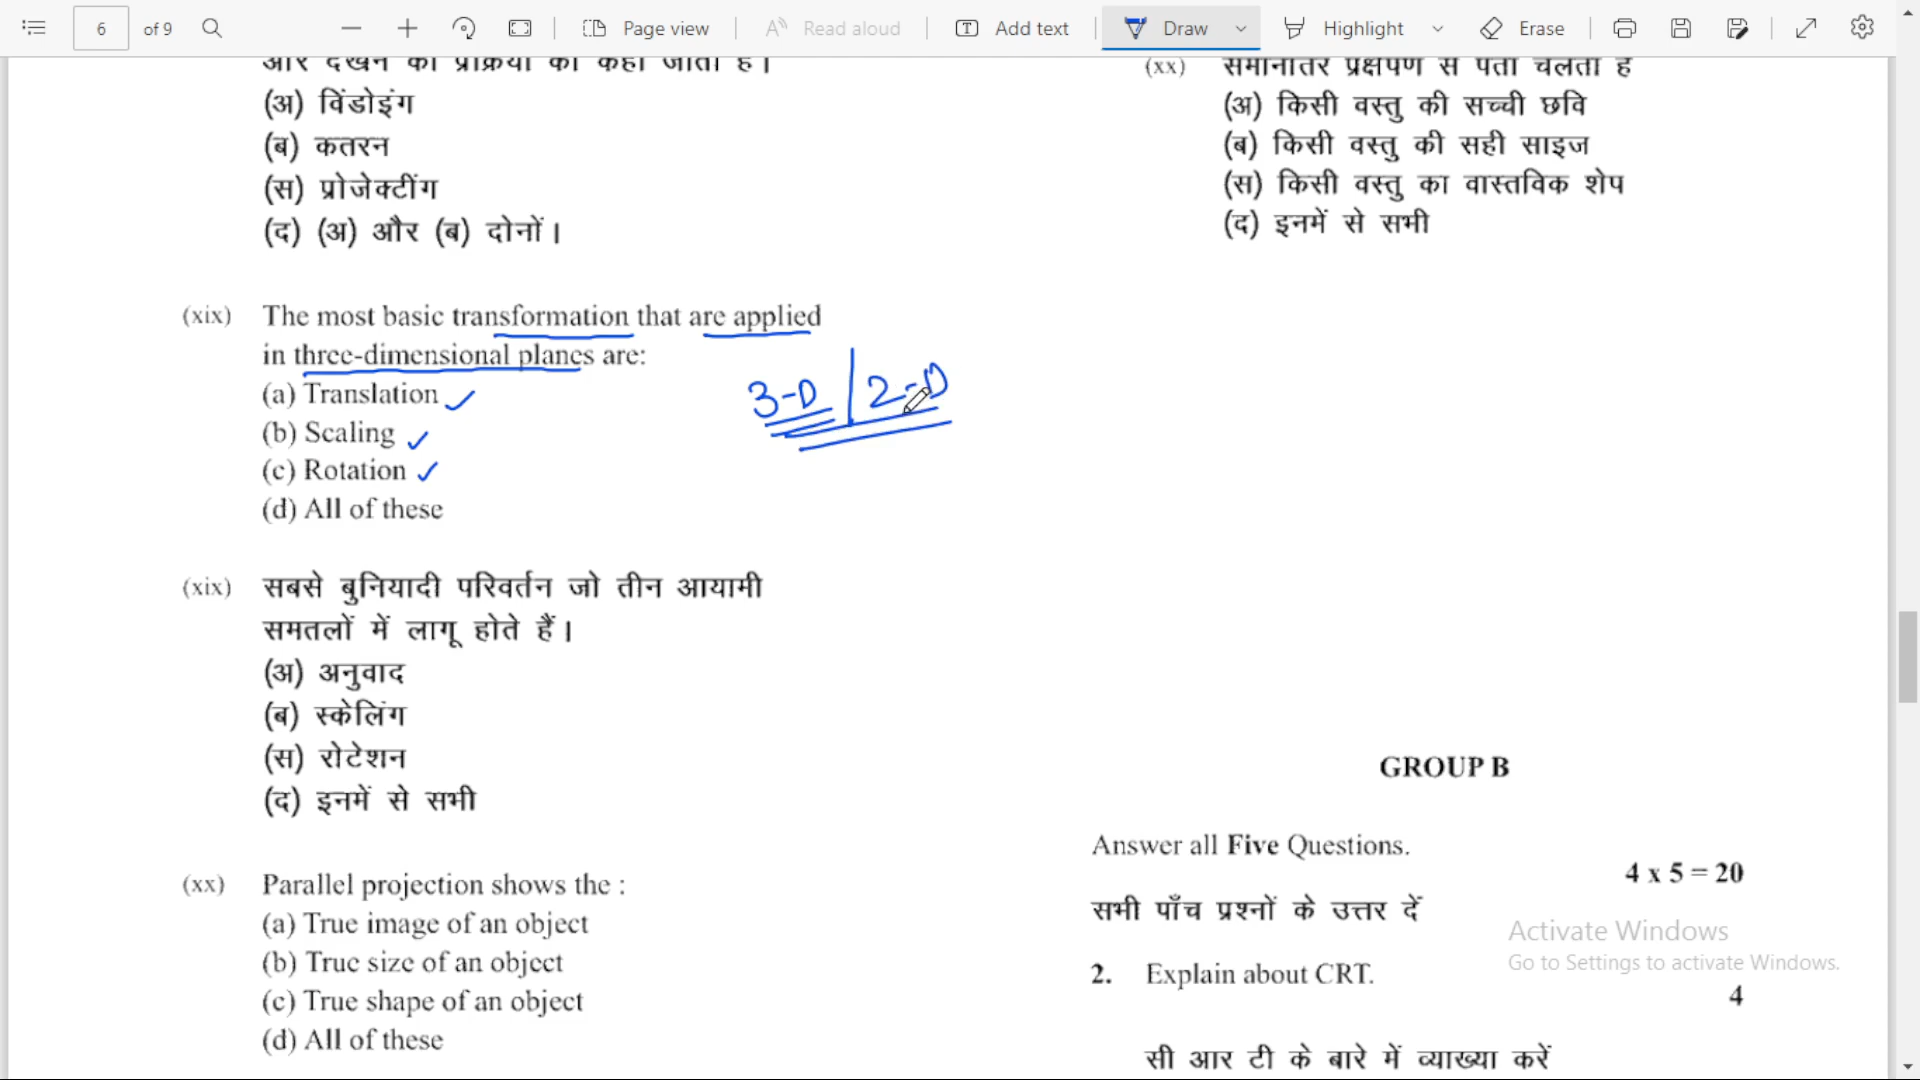 6 of 9 Page view Read aloud Add text Draw Highlight Erase
और देखने की प्रक्रिया को कहा जाता है।
(अ) विंडोइंग
(ब) कतरन
(स) प्रोजेक्टींग
(द) (अ) और (ब) दोनों।
(xix) The most basic transformation that are applied
in three-dimensional planes are:
(a) Translation
(b) Scaling
(c) Rotation
(d) All of these
3-D | 2-D
(xix) सबसे बुनियादी परिवर्तन जो तीन आयामी
समतलों में लागू होते हैं।
(अ) अनुवाद
(ब) स्केलिंग
(स) रोटेशन
(द) इनमें से सभी
(xx) Parallel projection shows the :
(a) True image of an object
(b) True size of an object
(c) True shape of an object
(d) All of these
(xx) समानांतर प्रक्षेपण से पता चलता है
(अ) किसी वस्तु की सच्ची छवि
(ब) किसी वस्तु की सही साइज
(स) किसी वस्तु का वास्तविक शेप
(द) इनमें से सभी
GROUP B
Answer all Five Questions.
4 x 5 = 20
सभी पाँच प्रश्नों के उत्तर दें
2. Explain about CRT.
4
सी आर टी के बारे में व्याख्या करें
Activate Windows
Go to Settings to activate Windows.